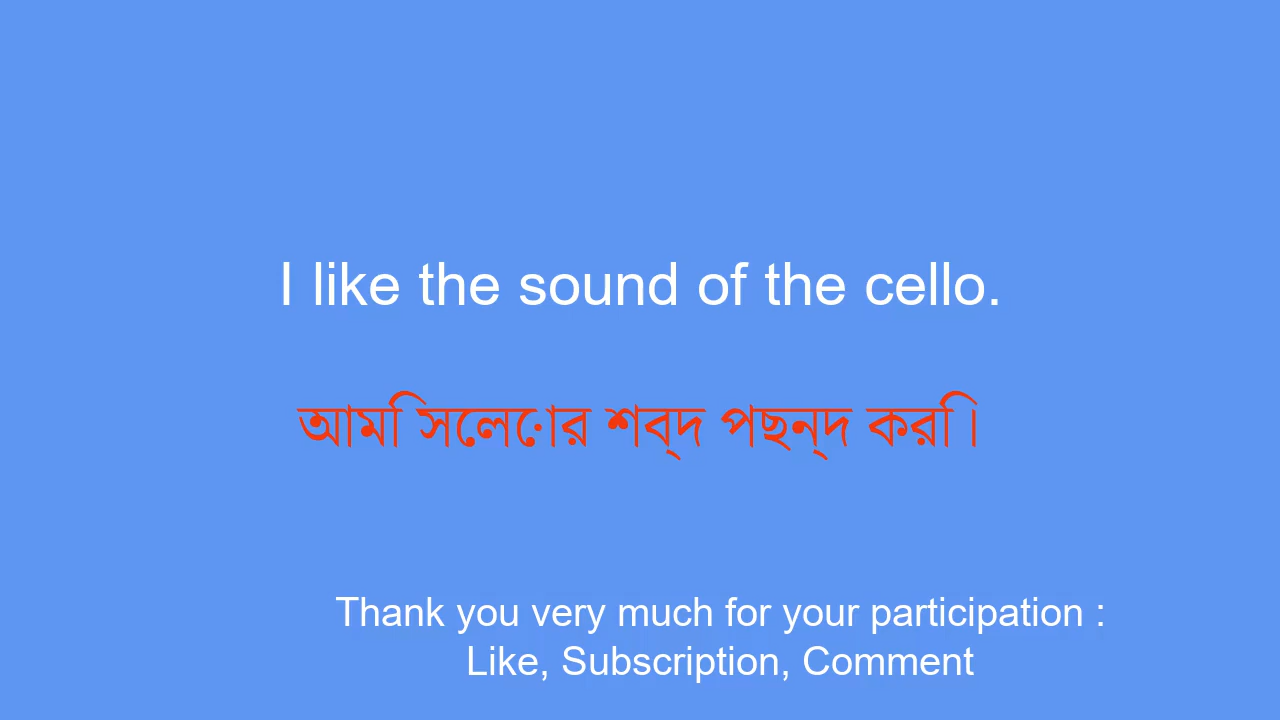 I like the sound of the cello.
আমি সেলোর শব্দ পছন্দ করি।
Thank you very much for your participation :
Like, Subscription, Comment